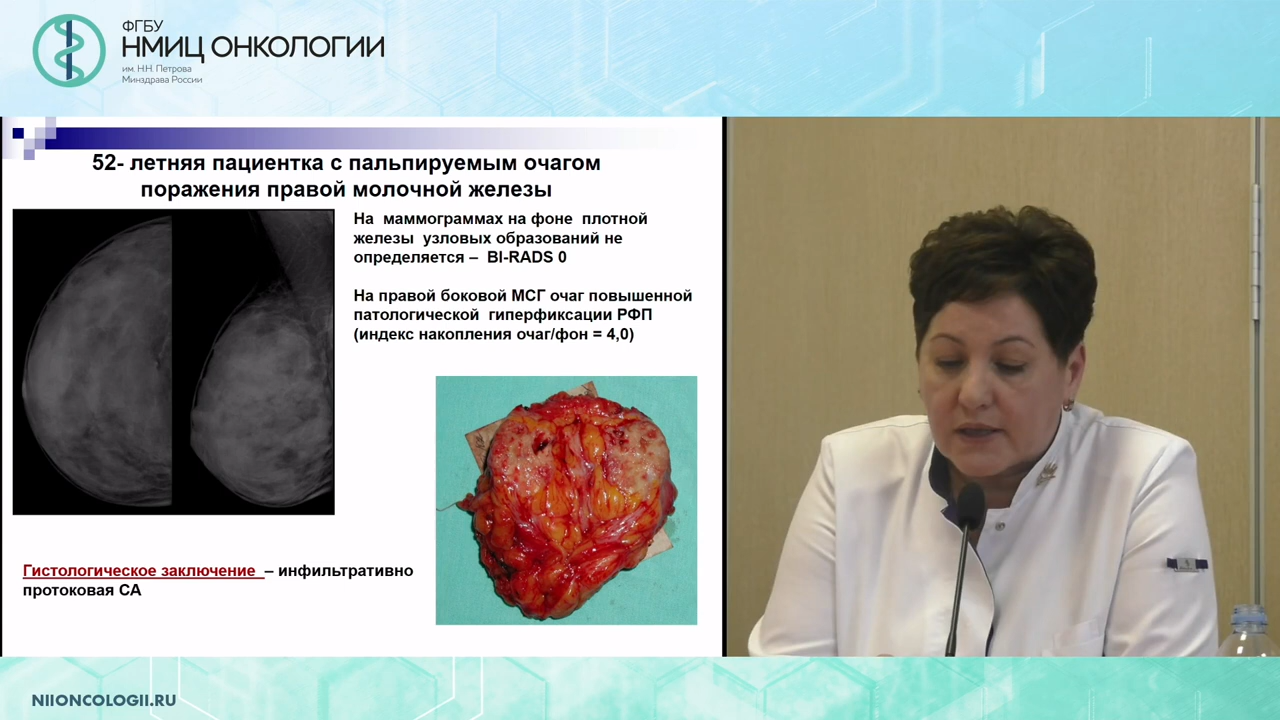 ФГБУ
НМИЦ ОНКОЛОГИИ
им. Н.Н. Петрова
Минздрава России
52- летняя пациентка с пальпируемым очагом
поражения правой молочной железы
На маммограммах на фоне плотной
железы узловых образований не
определяется – BI-RADS 0
На правой боковой МСГ очаг повышенной
патологической гиперфиксации РФП
(индекс накопления очаг/фон = 4,0)
Гистологическое заключение – инфильтративно
протоковая СА
NIIONCOLOGII.RU